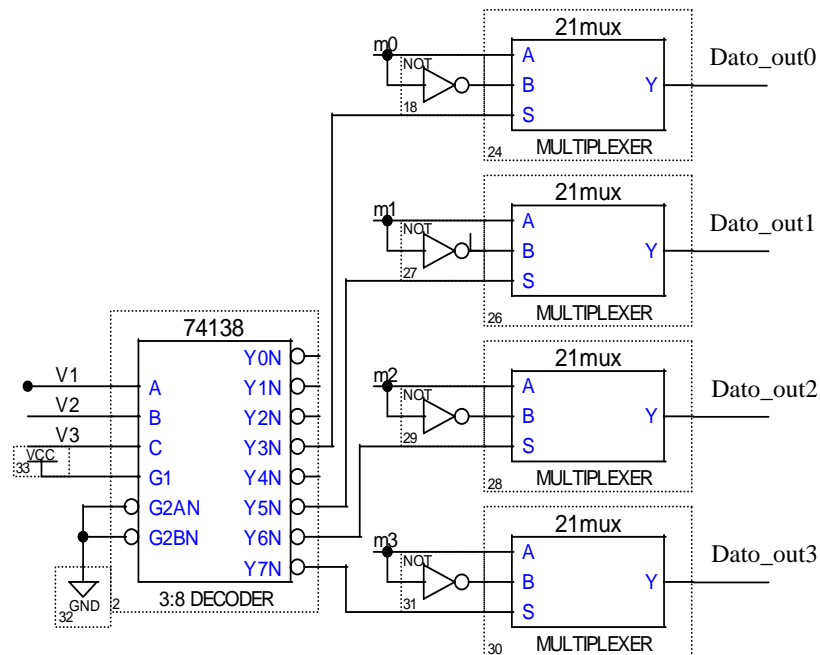 21mux
m0
NOT
A
B
S
Y
Dato_out0
18
24
MULTIPLEXER
21mux
m1
NOT
A
B
S
Y
Dato_out1
27
26
MULTIPLEXER
74138
V1
V2
V3
VCC
33
A
B
C
G1
G2AN
G2BN
Y0N
Y1N
Y2N
Y3N
Y4N
Y5N
Y6N
Y7N
GND
32
2
3:8 DECODER
21mux
m2
NOT
A
B
S
Y
Dato_out2
29
28
MULTIPLEXER
21mux
m3
NOT
A
B
S
Y
Dato_out3
31
30
MULTIPLEXER